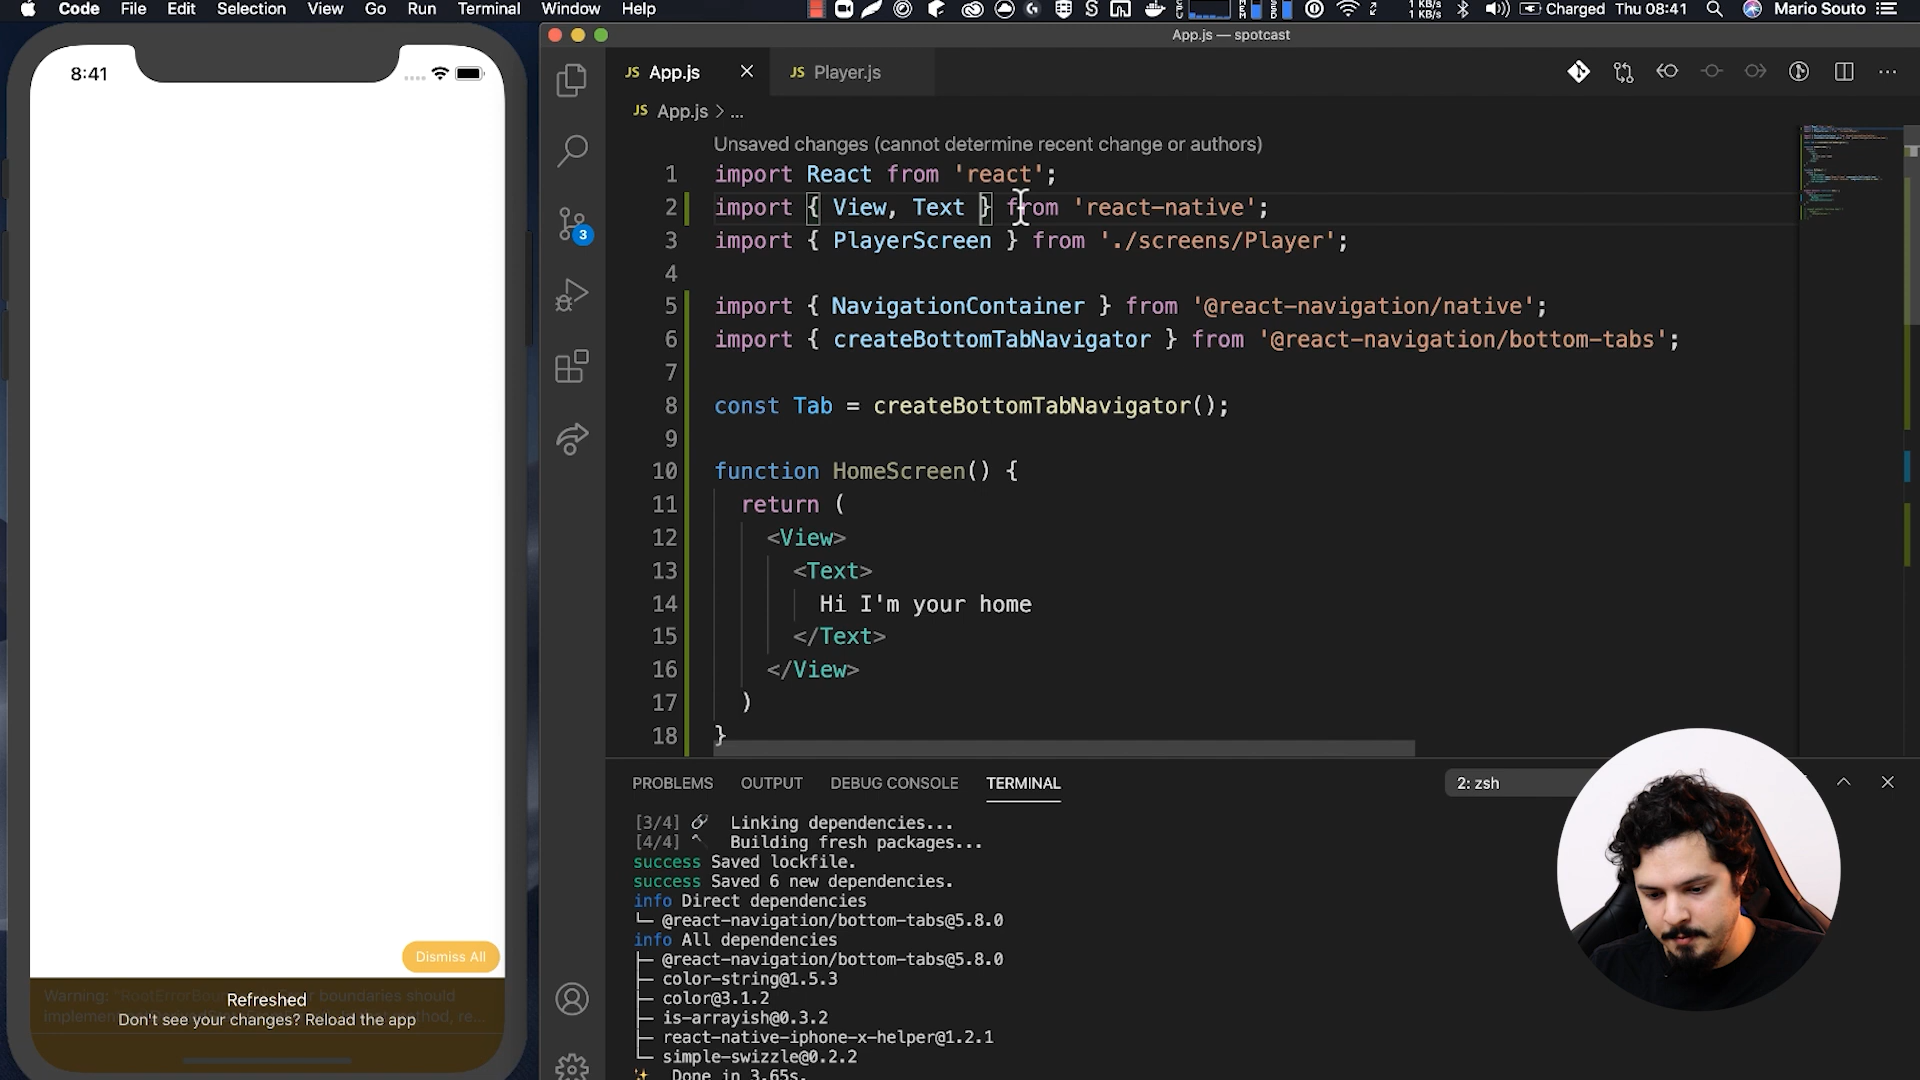 Code File Edit Selection View Go Run Terminal Window Help
1 KB/s
1 KB/s
Charged Thu 08:41 Mario Souto
8:41
App.js — spotcast
JS App.js
JS Player.js
JS App.js > ...
3
Unsaved changes (cannot determine recent change or authors)
1 import React from 'react';
2 import { View, Text } from 'react-native';
3 import { PlayerScreen } from './screens/Player';
4
5 import { NavigationContainer } from '@react-navigation/native';
6 import { createBottomTabNavigator } from '@react-navigation/bottom-tabs';
7
8 const Tab = createBottomTabNavigator();
9
10 function HomeScreen() {
11 return (
12 <View>
13 <Text>
14 Hi I'm your home
15 </Text>
16 </View>
17 )
18 }
PROBLEMS OUTPUT DEBUG CONSOLE TERMINAL 2: zsh
[3/4] Linking dependencies...
[4/4] Building fresh packages...
success Saved lockfile.
success Saved 6 new dependencies.
info Direct dependencies
└─ @react-navigation/bottom-tabs@5.8.0
info All dependencies
├─ @react-navigation/bottom-tabs@5.8.0
├─ color-string@1.5.3
├─ color@3.1.2
├─ is-arrayish@0.3.2
├─ react-native-iphone-x-helper@1.2.1
└─ simple-swizzle@0.2.2
Done in 3.65s.
Dismiss All
Warning: boundaries should
Refreshed
Don't see your changes? Reload the app